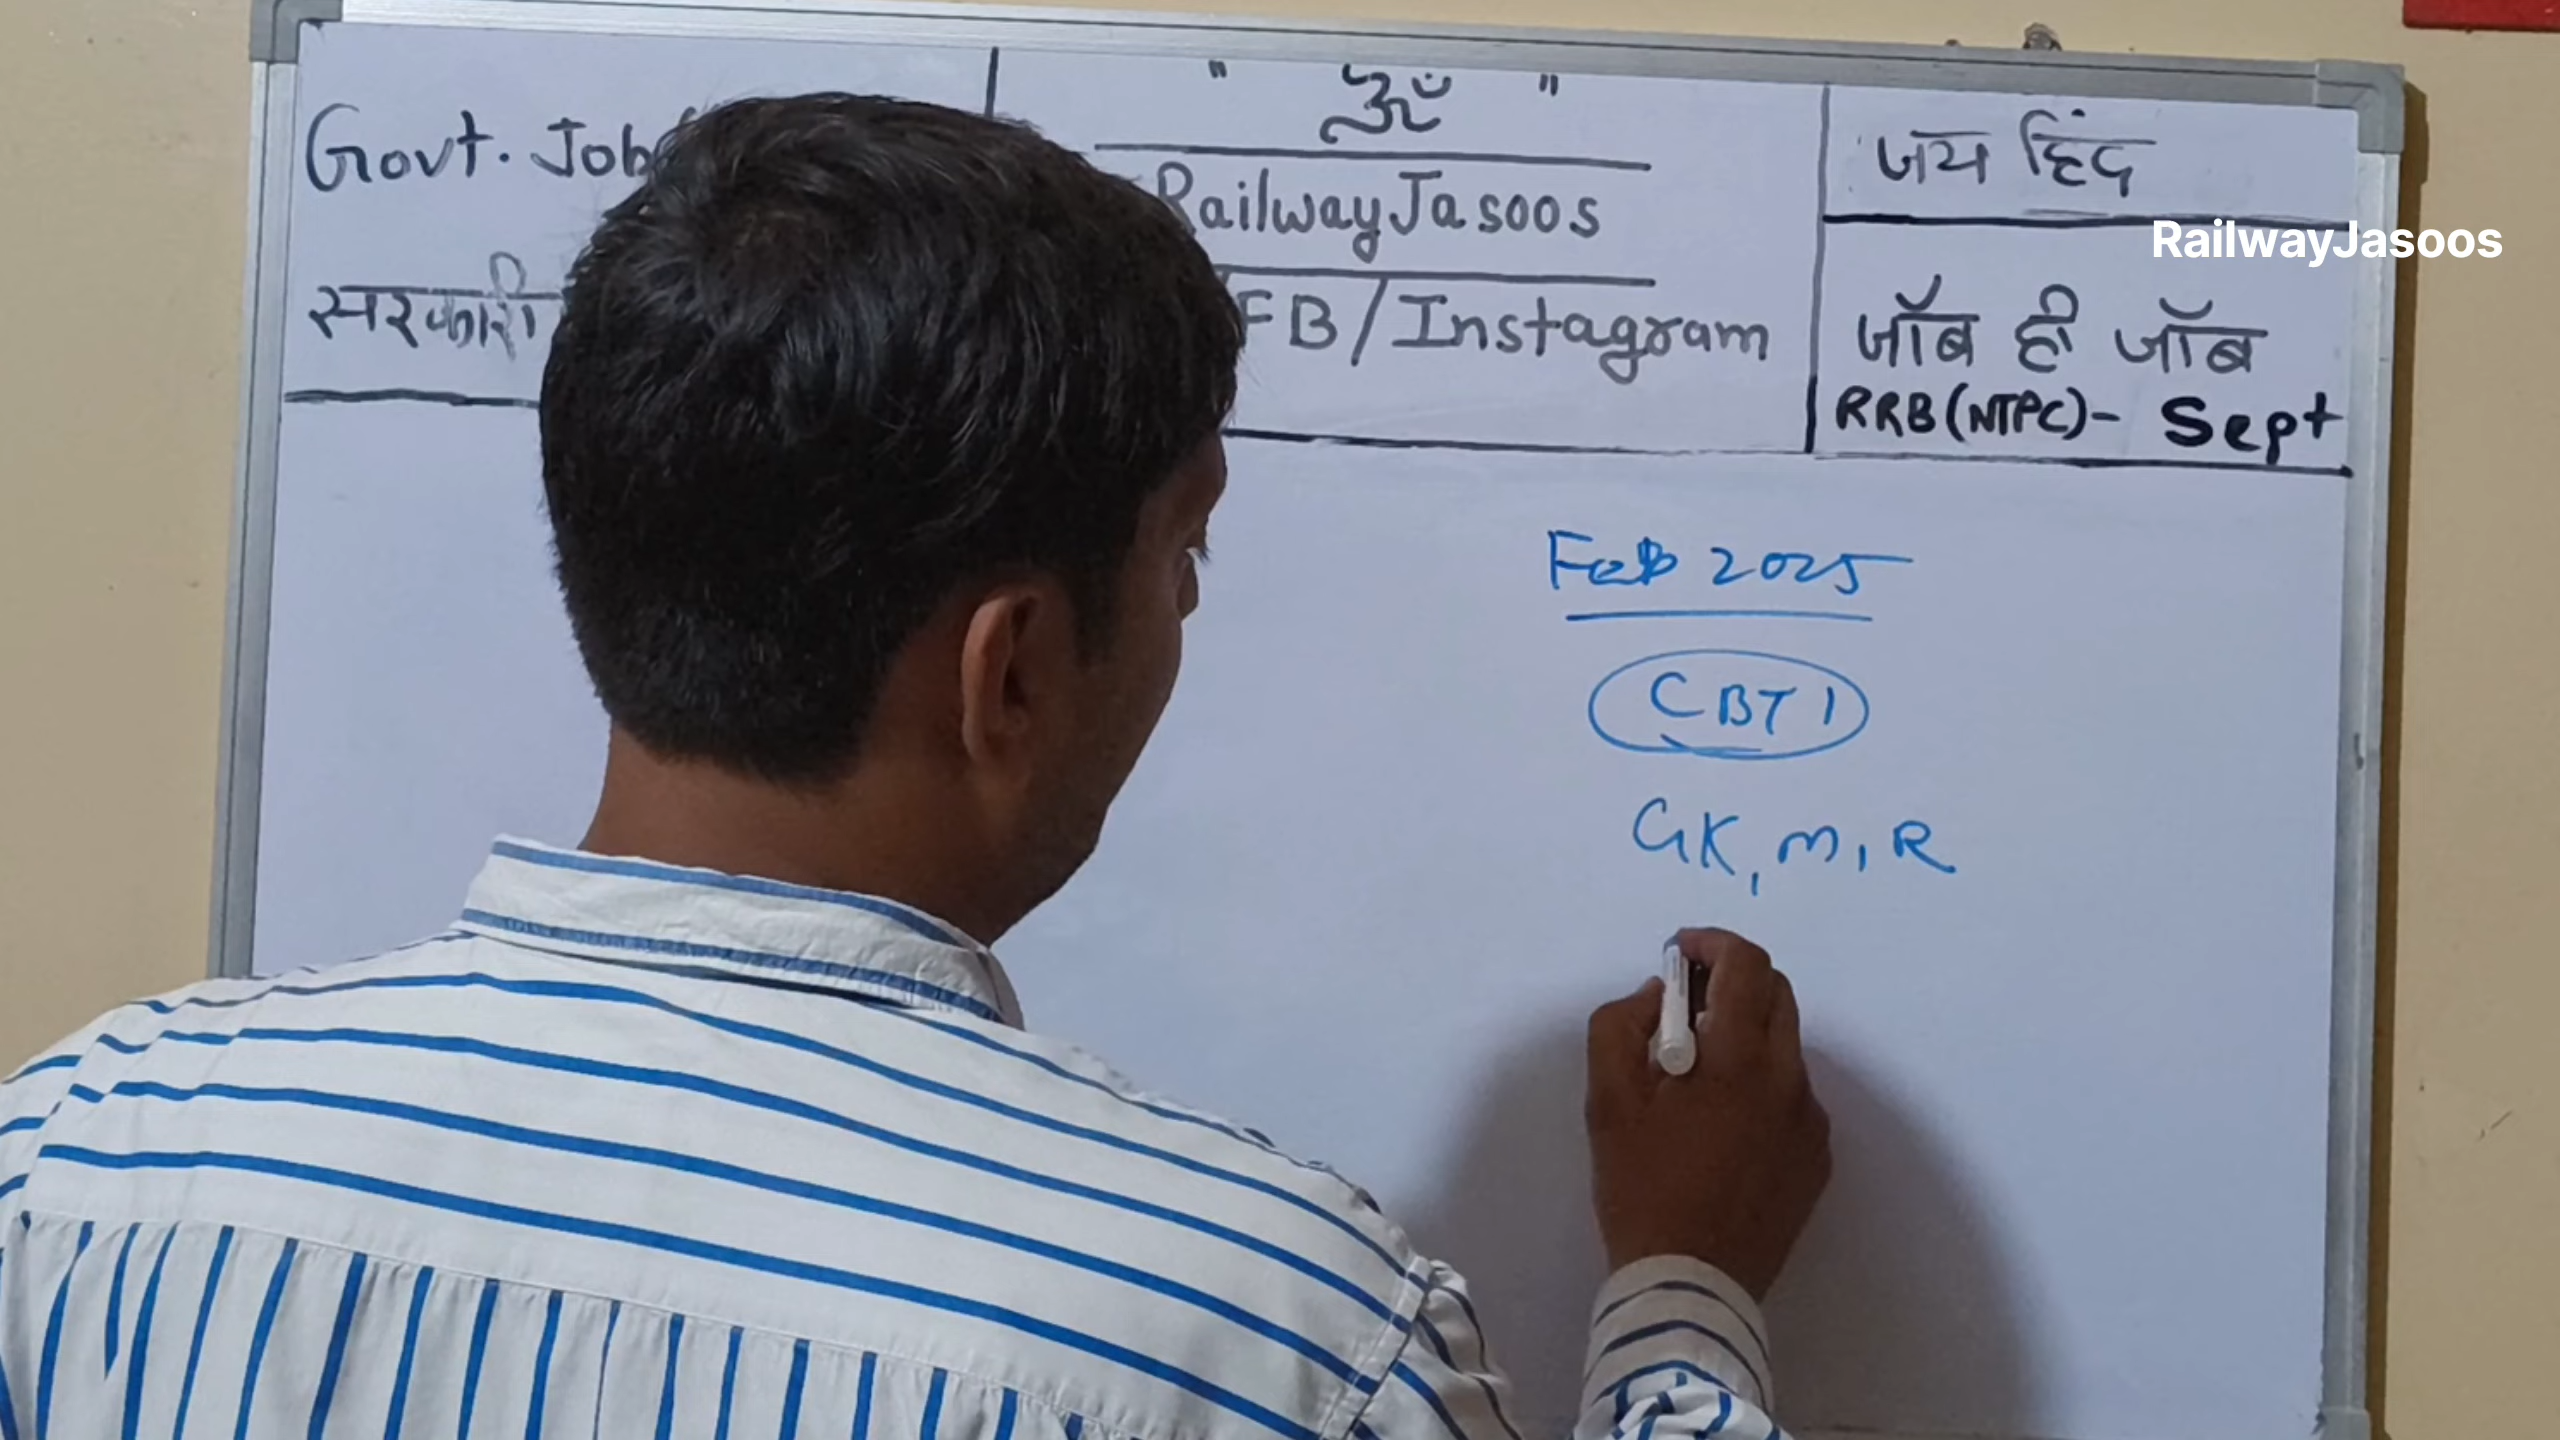 Govt. Job
सरकारी
" ॐ "
RailwayJasoos
FB/Instagram
जय हिंद
RailwayJasoos
जॉब ही जॉब
RRB(NTPC)- Sept
Feb 2025
CBT 1
GK, M, R